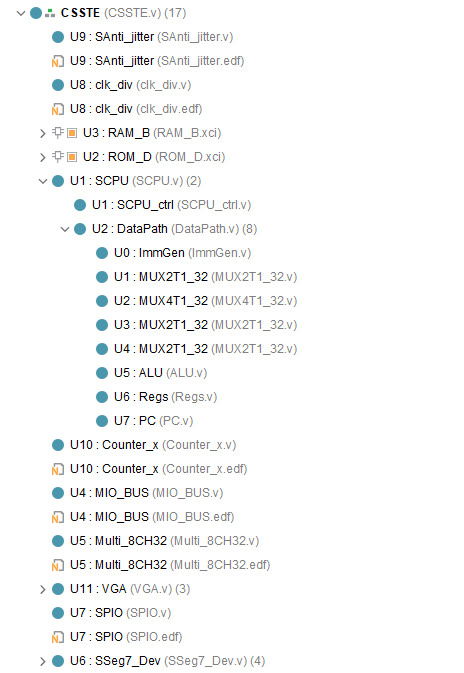 CSSTE (CSSTE.v) (17)
U9 : SAnti_jitter (SAnti_jitter.v)
U9 : SAnti_jitter (SAnti_jitter.edf)
U8 : clk_div (clk_div.v)
U8 : clk_div (clk_div.edf)
U3 : RAM_B (RAM_B.xci)
U2 : ROM_D (ROM_D.xci)
U1 : SCPU (SCPU.v) (2)
U1 : SCPU_ctrl (SCPU_ctrl.v)
U2 : DataPath (DataPath.v) (8)
U0 : ImmGen (ImmGen.v)
U1 : MUX2T1_32 (MUX2T1_32.v)
U2 : MUX4T1_32 (MUX4T1_32.v)
U3 : MUX2T1_32 (MUX2T1_32.v)
U4 : MUX2T1_32 (MUX2T1_32.v)
U5 : ALU (ALU.v)
U6 : Regs (Regs.v)
U7 : PC (PC.v)
U10 : Counter_x (Counter_x.v)
U10 : Counter_x (Counter_x.edf)
U4 : MIO_BUS (MIO_BUS.v)
U4 : MIO_BUS (MIO_BUS.edf)
U5 : Multi_8CH32 (Multi_8CH32.v)
U5 : Multi_8CH32 (Multi_8CH32.edf)
U11 : VGA (VGA.v) (3)
U7 : SPIO (SPIO.v)
U7 : SPIO (SPIO.edf)
U6 : SSeg7_Dev (SSeg7_Dev.v) (4)